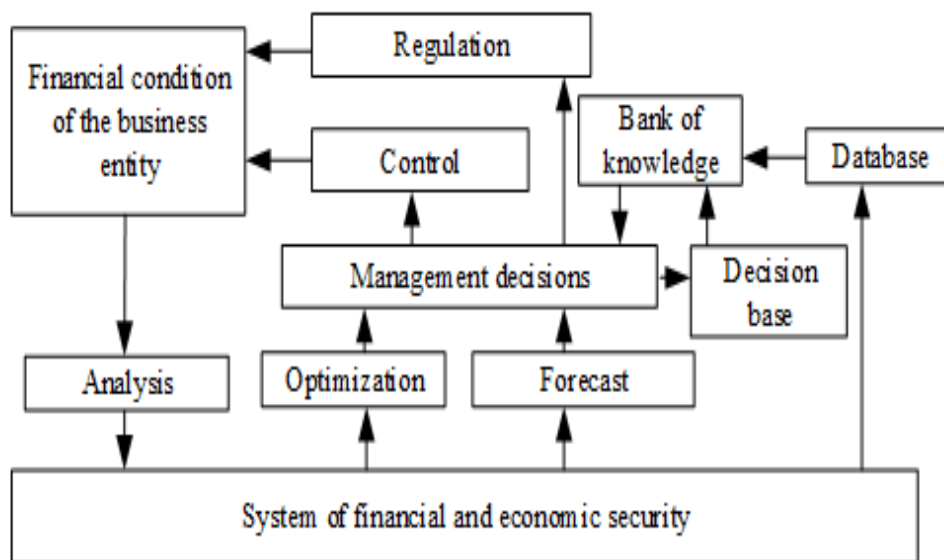 Financial condition
of the business
entity
Regulation
Control
Bank of
knowledge
Database
Management decisions
Decision
base
Analysis
Optimization
Forecast
System of financial and economic security